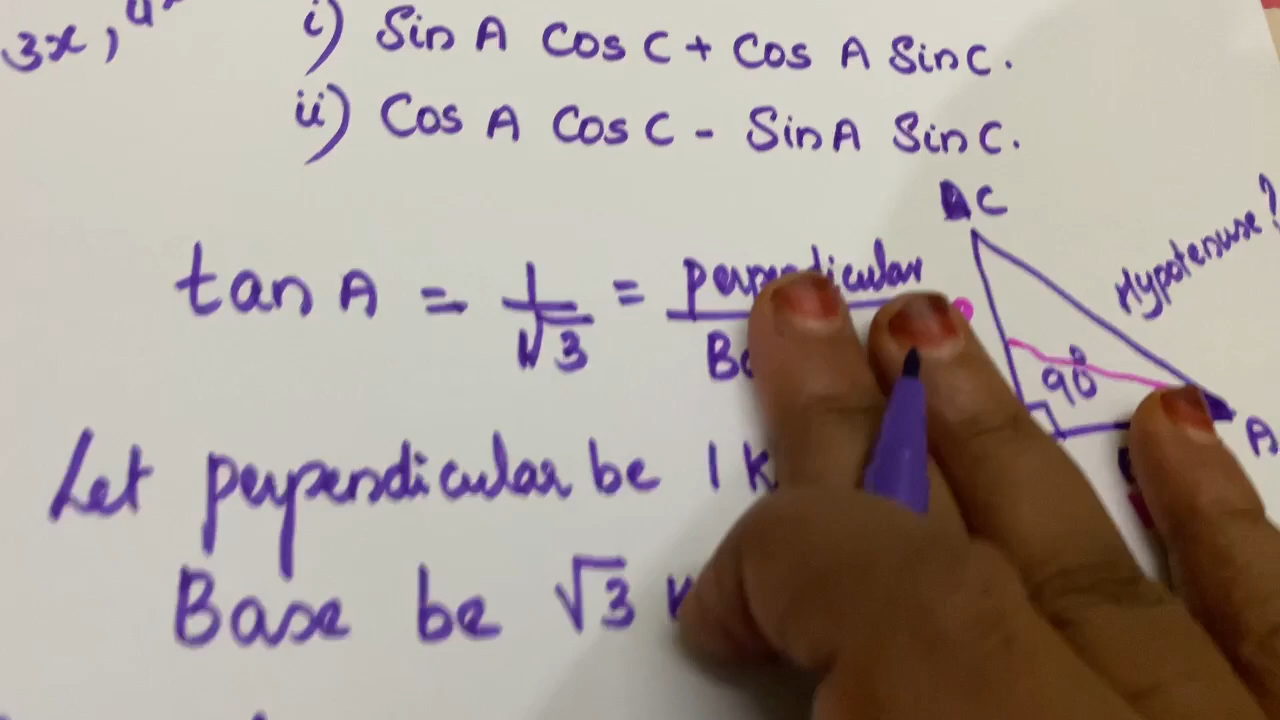 3x,
i) Sin A Cos C + Cos A Sin C.
ii) Cos A Cos C - Sin A Sin C.
C
Hypotenuse?
tan A = 1/√3 = perpendicular
90°
A
Let perpendicular be 1 k
Base be √3